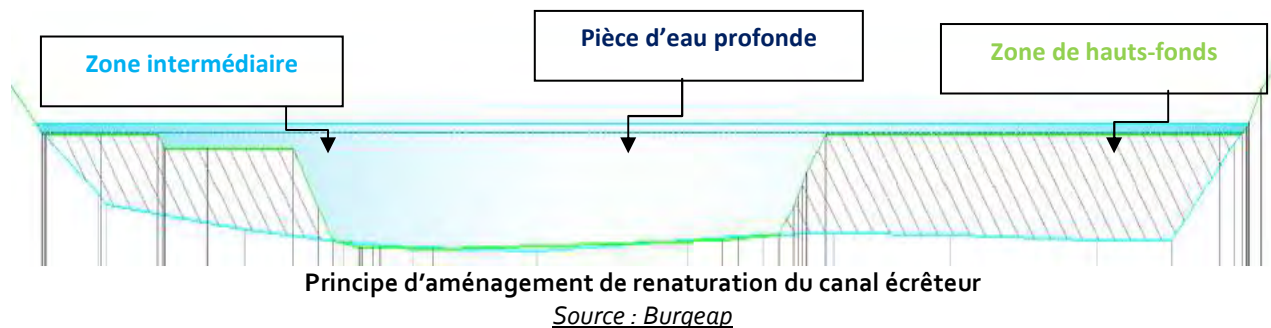 Zone intermédiaire
Pièce d'eau profonde
Zone de hauts-fonds
Principe d'aménagement de renaturation du canal écrêteur
Source : Burgeap